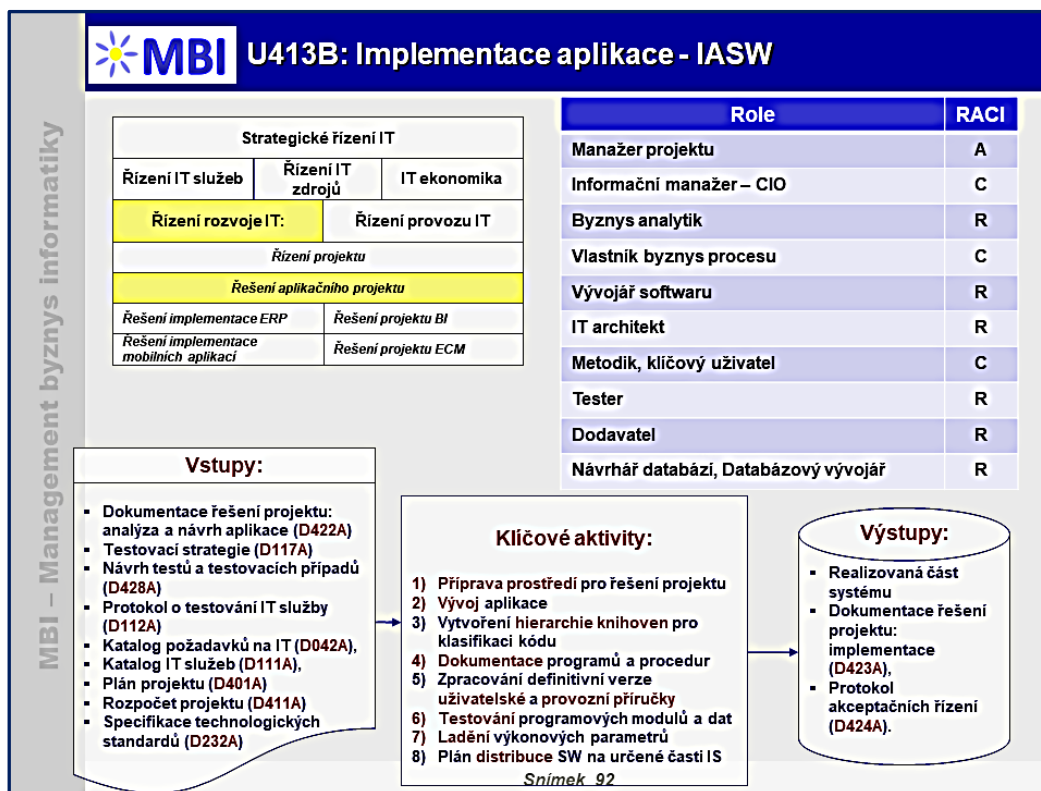 MBI
U413B: Implementace aplikace - IASW
MBI – Management byznys informatiky
Strategické řízení IT
Řízení IT služeb
Řízení IT
zdrojů
IT ekonomika
Řízení rozvoje IT:
Řízení provozu IT
Řízení projektu
Řešení aplikačního projektu
Řešení implementace ERP
Řešení projektu BI
Řešení implementace
mobilních aplikací
Řešení projektu ECM
Role RACI
Manažer projektu A
Informační manažer – CIO C
Byznys analytik R
Vlastník byznys procesu C
Vývojář softwaru R
IT architekt R
Metodik, klíčový uživatel C
Tester R
Dodavatel R
Návrhář databází, Databázový vývojář R
Vstupy:
▪ Dokumentace řešení projektu:
analýza a návrh aplikace (D422A)
▪ Testovací strategie (D117A)
▪ Návrh testů a testovacích případů
(D428A)
▪ Protokol o testování IT služby
(D112A)
▪ Katalog požadavků na IT (D042A),
▪ Katalog IT služeb (D111A),
▪ Plán projektu (D401A)
▪ Rozpočet projektu (D411A)
▪ Specifikace technologických
standardů (D232A)
Klíčové aktivity:
1) Příprava prostředí pro řešení projektu
2) Vývoj aplikace
3) Vytvoření hierarchie knihoven pro
klasifikaci kódu
4) Dokumentace programů a procedur
5) Zpracování definitivní verze
uživatelské a provozní příručky
6) Testování programových modulů a dat
7) Ladění výkonových parametrů
8) Plán distribuce SW na určené části IS
Výstupy:
▪ Realizovaná část
systému
▪ Dokumentace řešení
projektu:
implementace
(D423A),
▪ Protokol
akceptačních řízení
(D424A).
Snímek 92